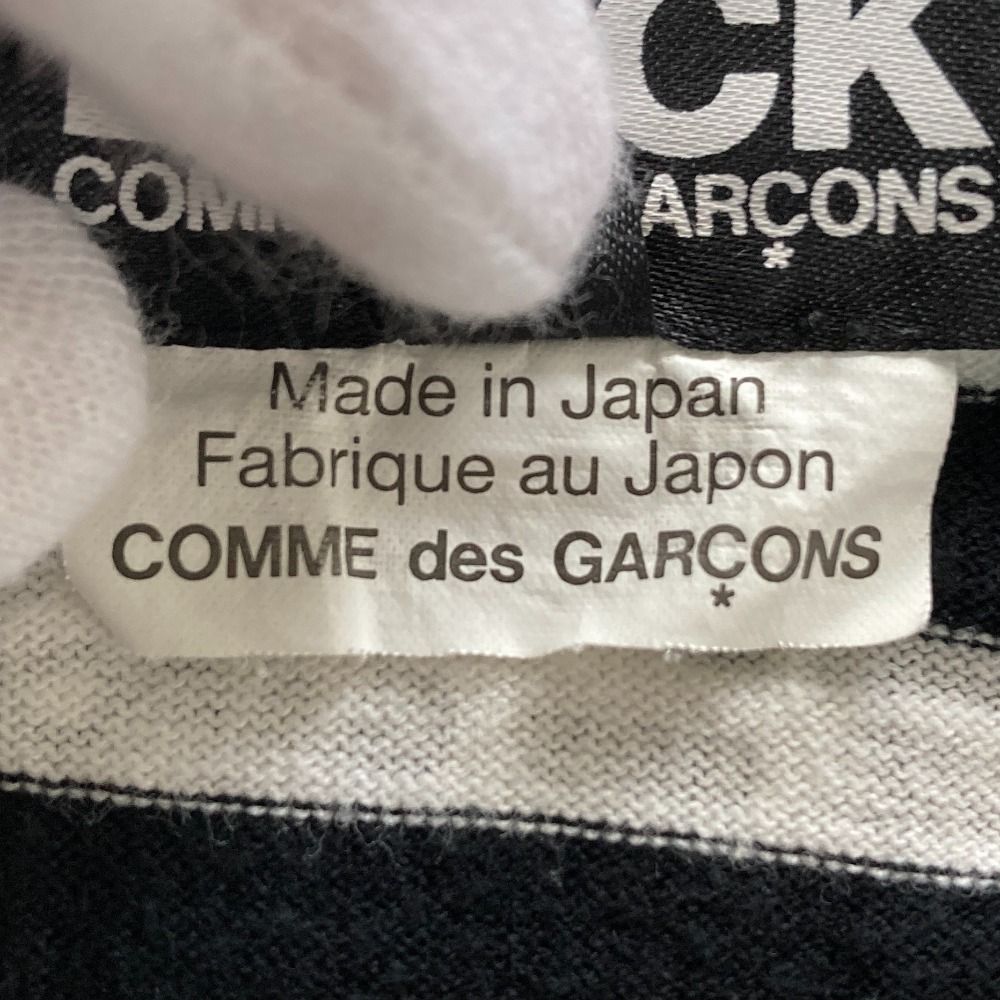 CK
ARÇONS
*
Made in Japan
Fabrique au Japon
COMME des GARÇONS
*